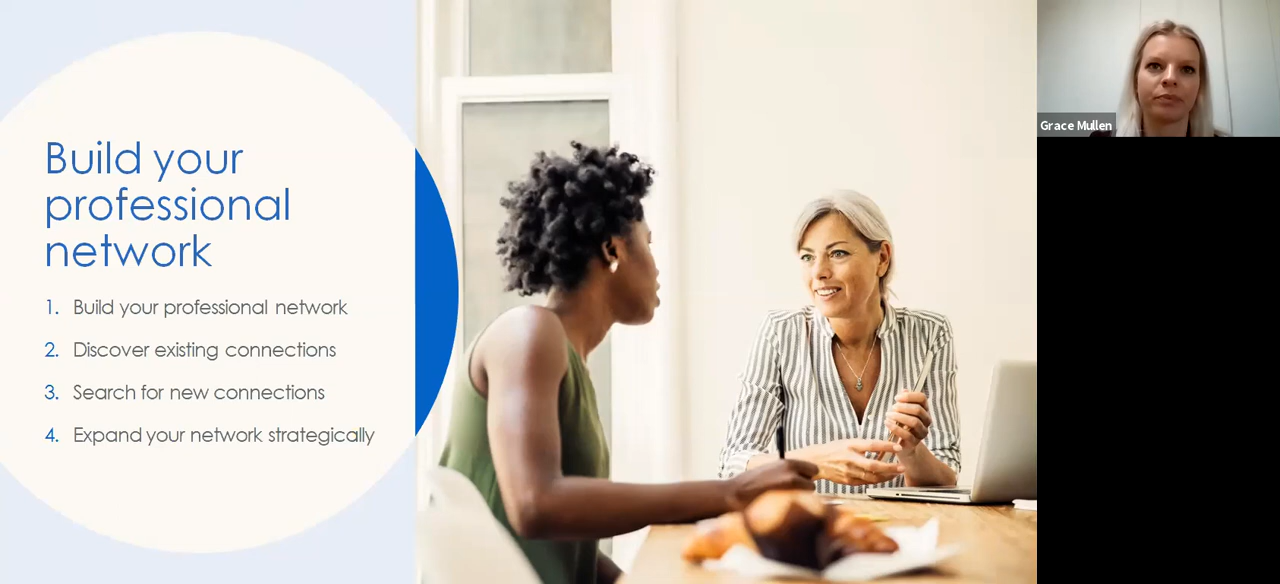 Build your
professional
network
1. Build your professional network
2. Discover existing connections
3. Search for new connections
4. Expand your network strategically
Grace Mullen